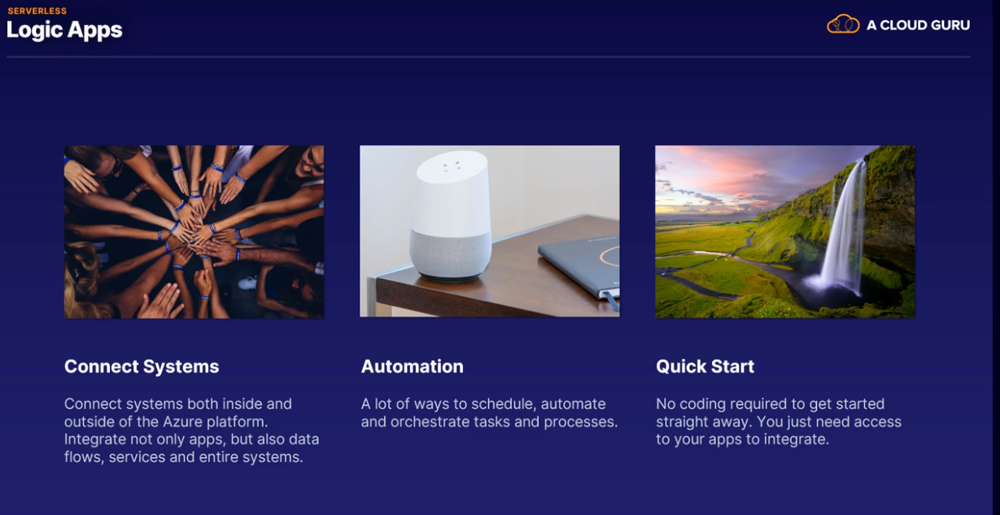 SERVERLESS
Logic Apps
A CLOUD GURU
Connect Systems
Connect systems both inside and
outside of the Azure platform.
Integrate not only apps, but also data
flows, services and entire systems.
Automation
A lot of ways to schedule, automate
and orchestrate tasks and processes.
Quick Start
No coding required to get started
straight away. You just need access
to your apps to integrate.